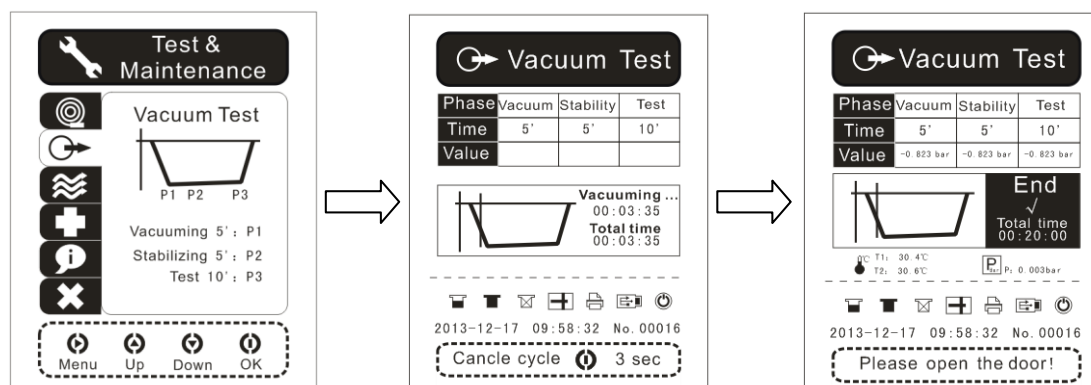 Test &
Maintenance
Vacuum Test
P1 P2 P3
Vacuuming 5': P1
Stabilizing 5': P2
Test 10': P3
Menu Up Down OK
Vacuum Test
Phase Vacuum Stability Test
Time 5' 5' 10'
Value
Vacuuming ...
00:03:35
Total time
00:03:35
2013-12-17 09:58:32 No.00016
Cancle cycle 3 sec
Vacuum Test
Phase Vacuum Stability Test
Time 5' 5' 10'
Value -0.823 bar -0.823 bar -0.823 bar
End
√
Total time
00:20:00
℃ T1: 30.4℃
T2: 30.6℃
P P: 0.003bar
2013-12-17 09:58:32 No.00016
Please open the door!